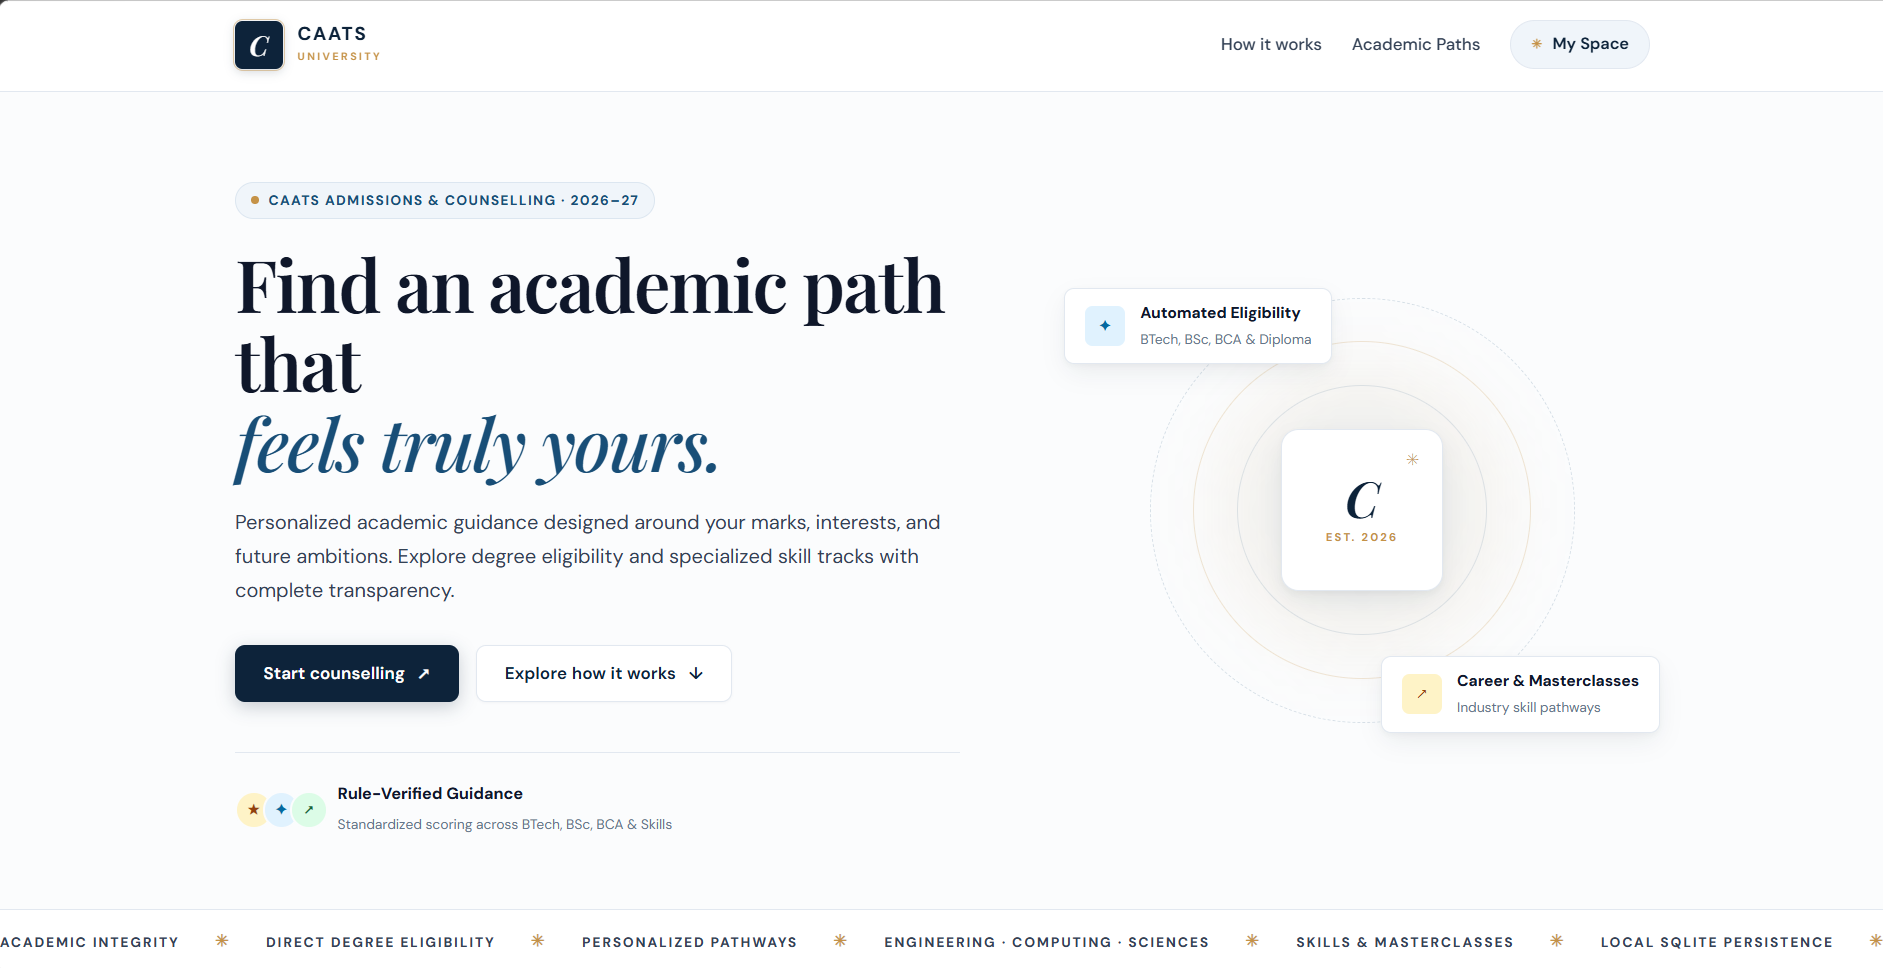 C
CAATS
UNIVERSITY
How it works
Academic Paths
My Space
CAATS ADMISSIONS & COUNSELLING · 2026–27
Find an academic path
that
feels truly yours.
Personalized academic guidance designed around your marks, interests, and
future ambitions. Explore degree eligibility and specialized skill tracks with
complete transparency.
Start counselling ↗
Explore how it works ↓
Rule-Verified Guidance
Standardized scoring across BTech, BSc, BCA & Skills
Automated Eligibility
BTech, BSc, BCA & Diploma
C
EST. 2026
Career & Masterclasses
Industry skill pathways
ACADEMIC INTEGRITY ✳ DIRECT DEGREE ELIGIBILITY ✳ PERSONALIZED PATHWAYS ✳ ENGINEERING · COMPUTING · SCIENCES ✳ SKILLS & MASTERCLASSES ✳ LOCAL SQLITE PERSISTENCE ✳